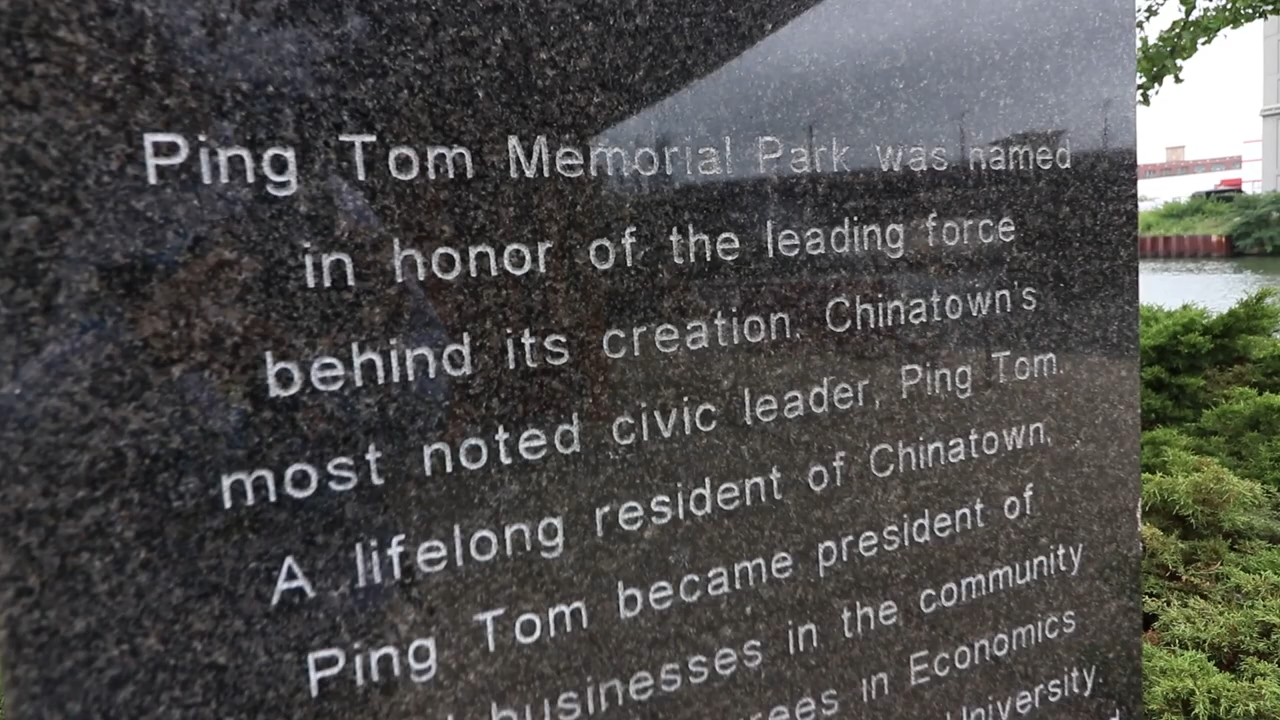 Ping Tom Memorial Park was named
in honor of the leading force
behind its creation, Chinatown's
most noted civic leader, Ping Tom.
A lifelong resident of Chinatown,
Ping Tom became president of
businesses in the community
in Economics
University.